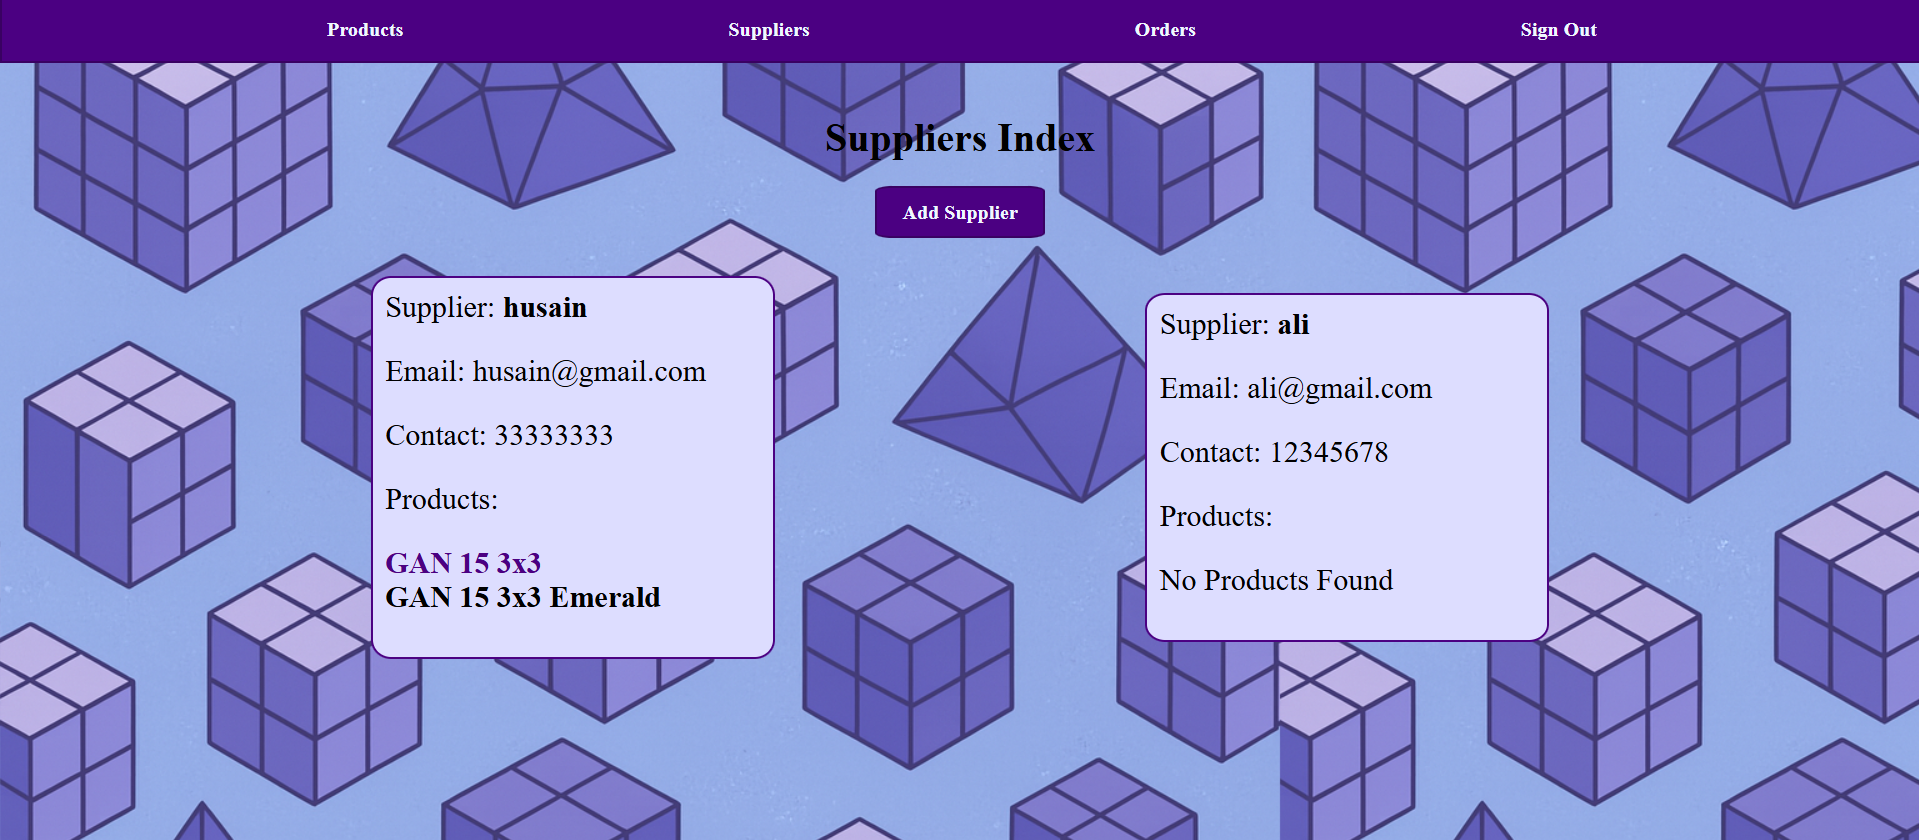 Products
Suppliers
Orders
Sign Out
Suppliers Index
Add Supplier
Supplier: husain
Email: husain@gmail.com
Contact: 33333333
Products:
GAN 15 3x3
GAN 15 3x3 Emerald
Supplier: ali
Email: ali@gmail.com
Contact: 12345678
Products:
No Products Found